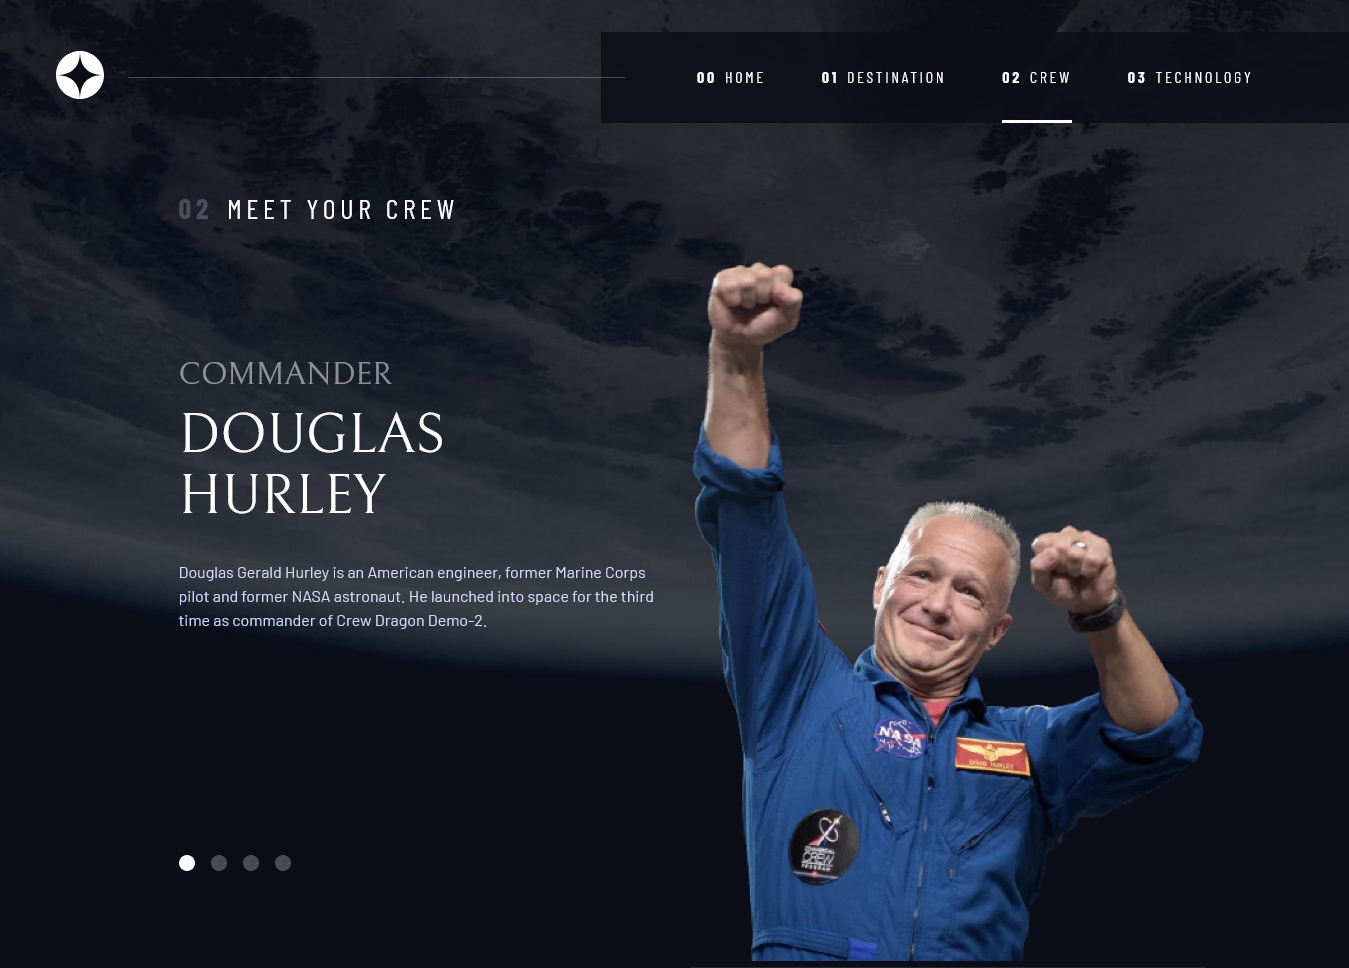 00 HOME 01 DESTINATION 02 CREW 03 TECHNOLOGY
02 MEET YOUR CREW
COMMANDER
DOUGLAS
HURLEY
Douglas Gerald Hurley is an American engineer, former Marine Corps
pilot and former NASA astronaut. He launched into space for the third
time as commander of Crew Dragon Demo-2.
NASA
DOUG HURLEY
COMMERCIAL
CREW
PROGRAM